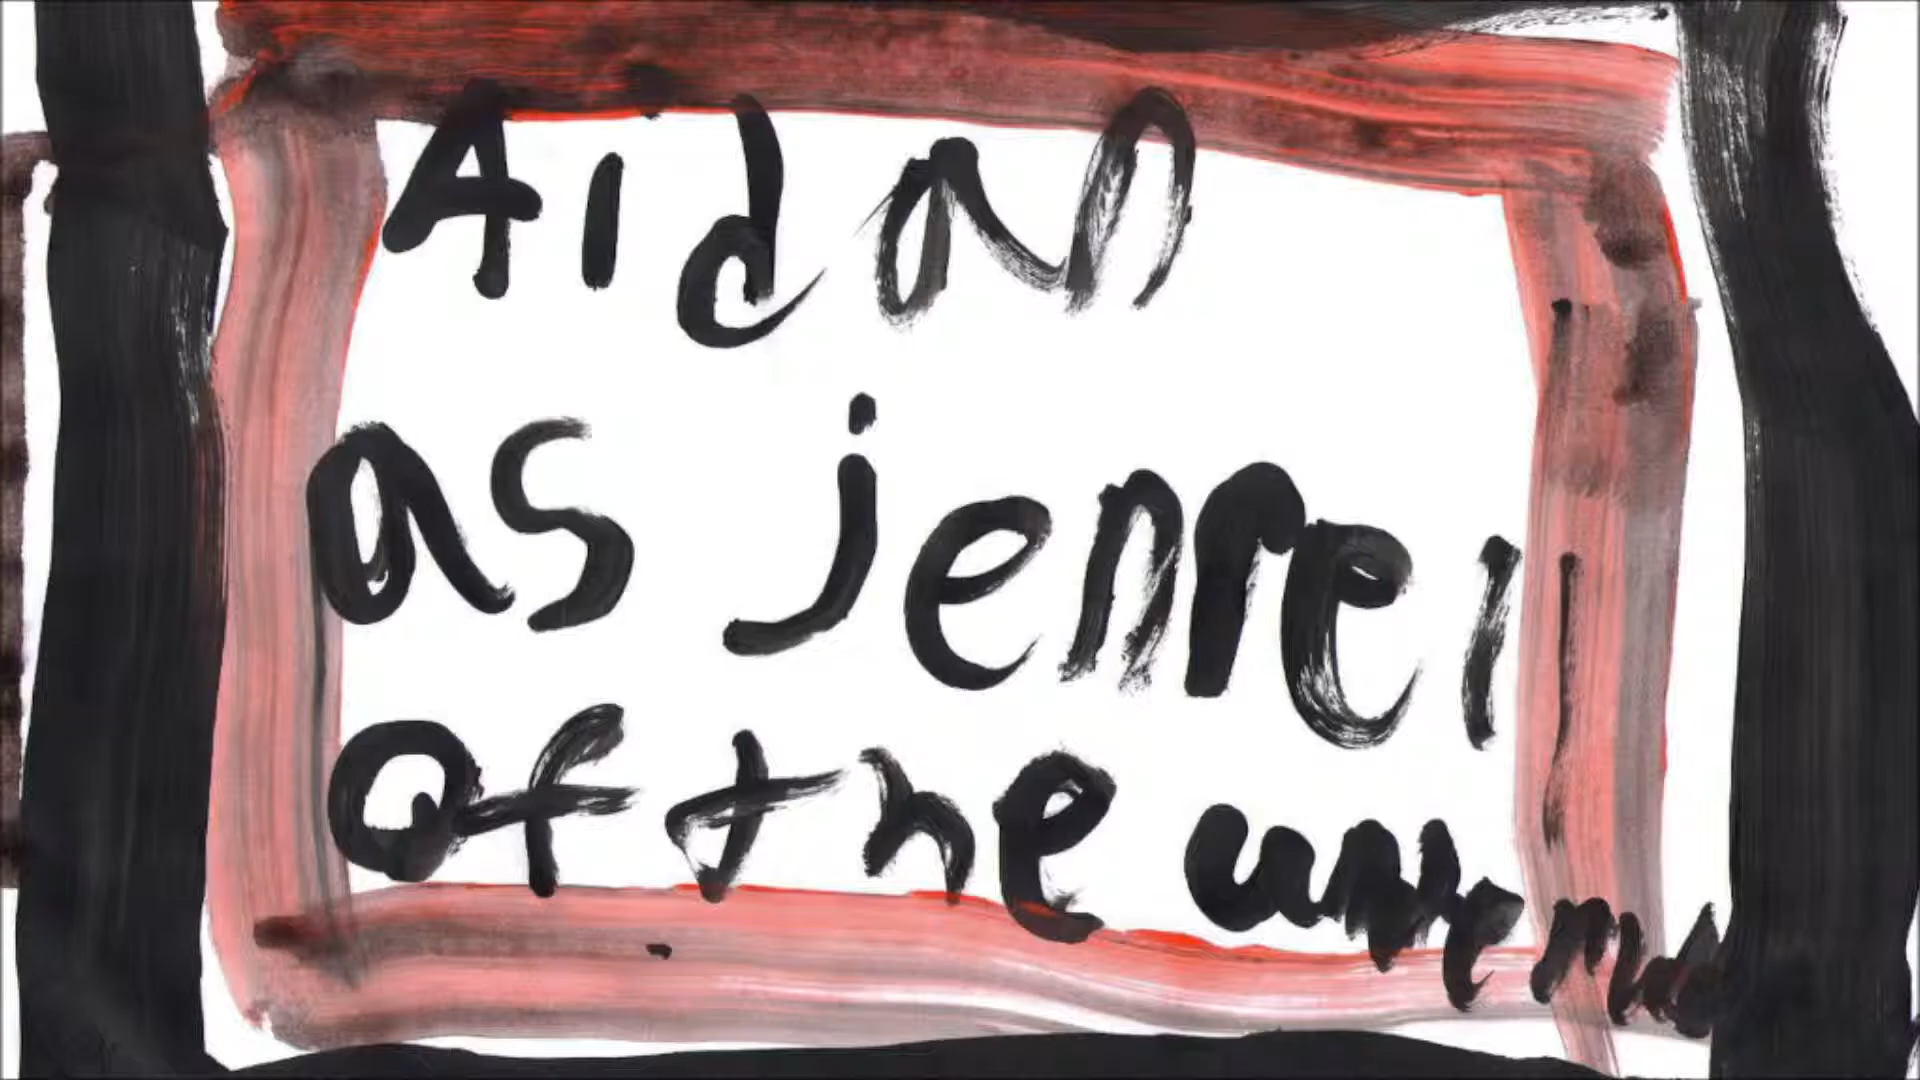 Aidan
as jenrel
of the